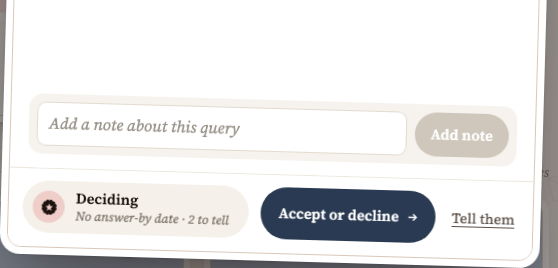 Add a note about this query
Add note
Deciding
No answer-by date · 2 to tell
Accept or decline →
Tell them